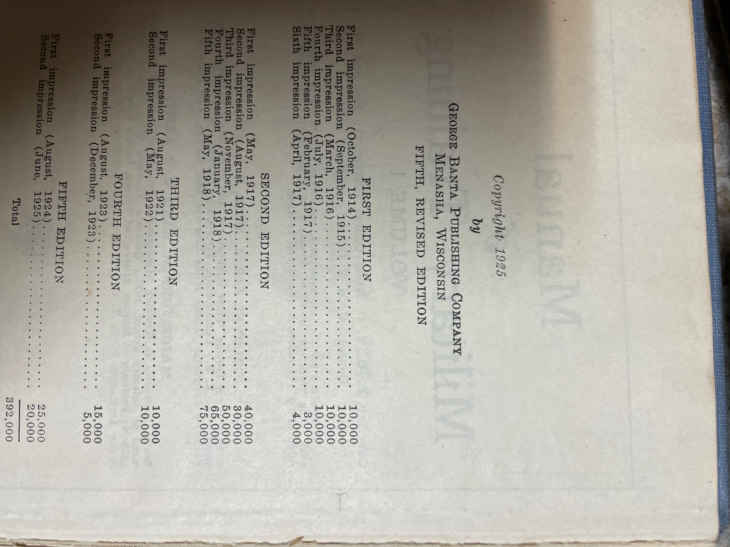 Copyright 1925
by
GEORGE BANTA PUBLISHING COMPANY
MENASHA, WISCONSIN
FIFTH, REVISED EDITION
FIRST EDITION
First impression (October, 1914) 10,000
Second impression (September, 1915) 10,000
Third impression (March, 1916) 10,000
Fourth impression (July, 1916) 10,000
Fifth impression (February, 1917) 3,000
Sixth impression (April, 1917) 4,000
SECOND EDITION
First impression (May, 1917) 40,000
Second impression (August, 1917) 30,000
Third impression (November, 1917) 50,000
Fourth impression (January, 1918) 65,000
Fifth impression (May, 1918) 75,000
THIRD EDITION
First impression (August, 1921) 10,000
Second impression (May, 1922) 10,000
FOURTH EDITION
First impression (August, 1923) 15,000
Second impression (December, 1923) 5,000
FIFTH EDITION
First impression (August, 1924) 25,000
Second impression (June, 1925) 20,000
Total 392,000